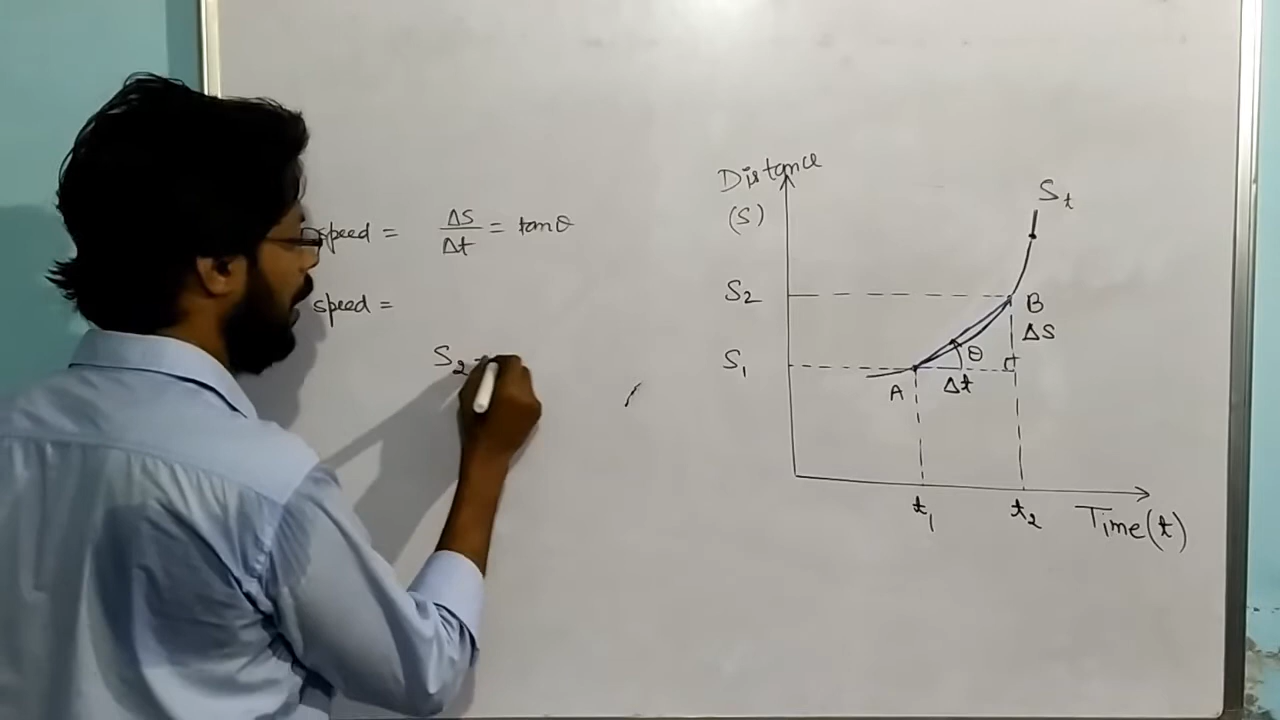 speed = ΔS/Δt = tanθ
speed =
S₂ -
Distance
(S)
S₂
S₁
Sₜ
B
ΔS
θ
A
Δt
t₁
t₂
Time(t)